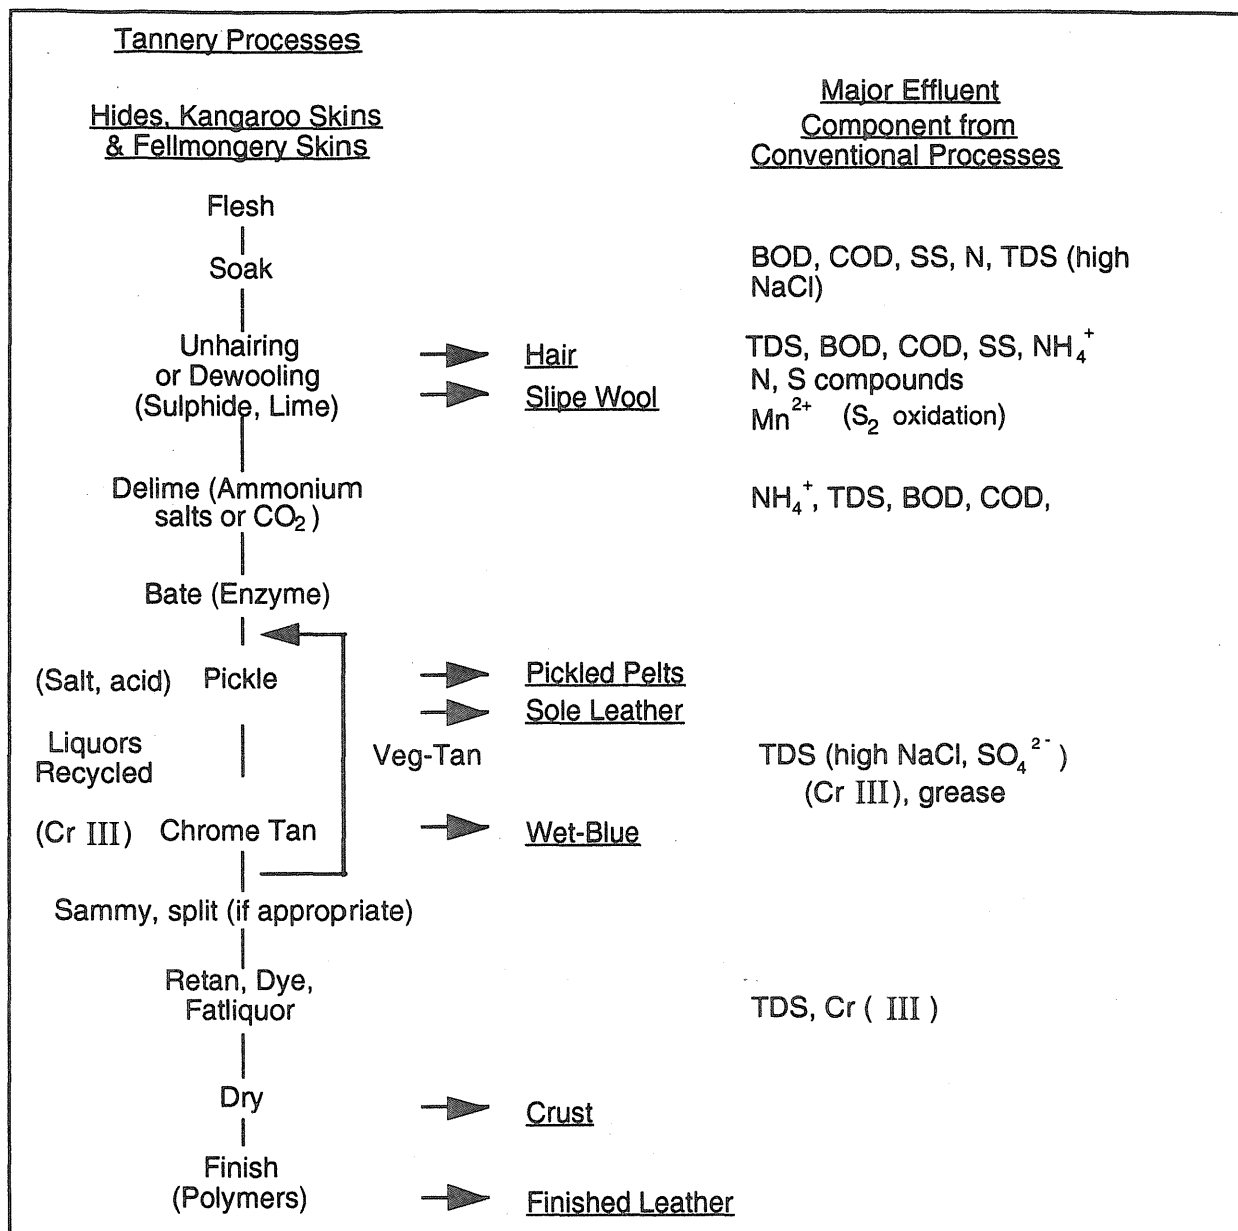 Tannery Processes
Hides, Kangaroo Skins
& Fellmongery Skins
Major Effluent
Component from
Conventional Processes
Flesh
Soak
BOD, COD, SS, N, TDS (high
NaCl)
Unhairing
or Dewooling
(Sulphide, Lime)
Hair
Slipe Wool
TDS, BOD, COD, SS, NH₄⁺
N, S compounds
Mn²⁺ (S₂ oxidation)
Delime (Ammonium
salts or CO₂ )
NH₄⁺, TDS, BOD, COD,
Bate (Enzyme)
(Salt, acid) Pickle
Pickled Pelts
Sole Leather
Liquors
Recycled
Veg-Tan
TDS (high NaCl, SO₄²⁻ )
(Cr III), grease
(Cr III) Chrome Tan
Wet-Blue
Sammy, split (if appropriate)
Retan, Dye,
Fatliquor
TDS, Cr ( III )
Dry
Crust
Finish
(Polymers)
Finished Leather